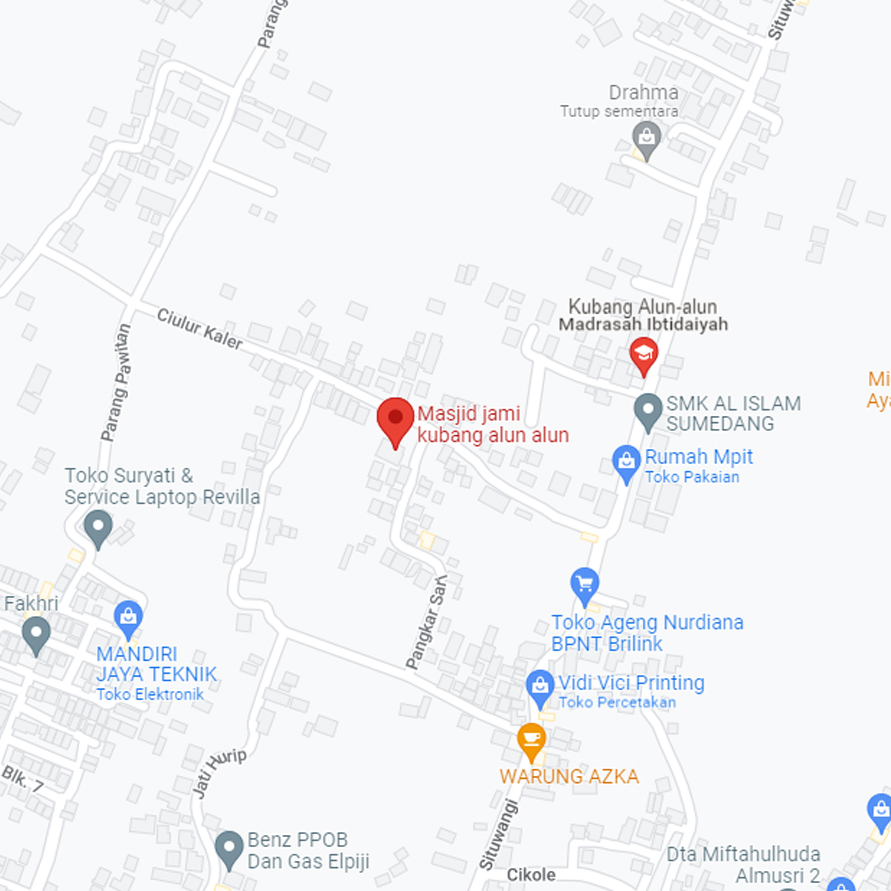 Parang
Situwa
Drahma
Tutup sementara
Kubang Alun-alun
Madrasah Ibtidaiyah
Ciulur Kaler
Parang Pawitan
Mi
Aya
SMK AL ISLAM
SUMEDANG
Masjid jami
kubang alun alun
Rumah Mpit
Toko Pakaian
Toko Suryati &
Service Laptop Revilla
Fakhri
MANDIRI
JAYA TEKNIK
Toko Elektronik
Pangkar Sari
Toko Ageng Nurdiana
BPNT Brilink
Vidi Vici Printing
Toko Percetakan
WARUNG AZKA
Blk. 7
Jati Hurip
Situwangi
Benz PPOB
Dan Gas Elpiji
Cikole
Dta Miftahulhuda
Almusri 2